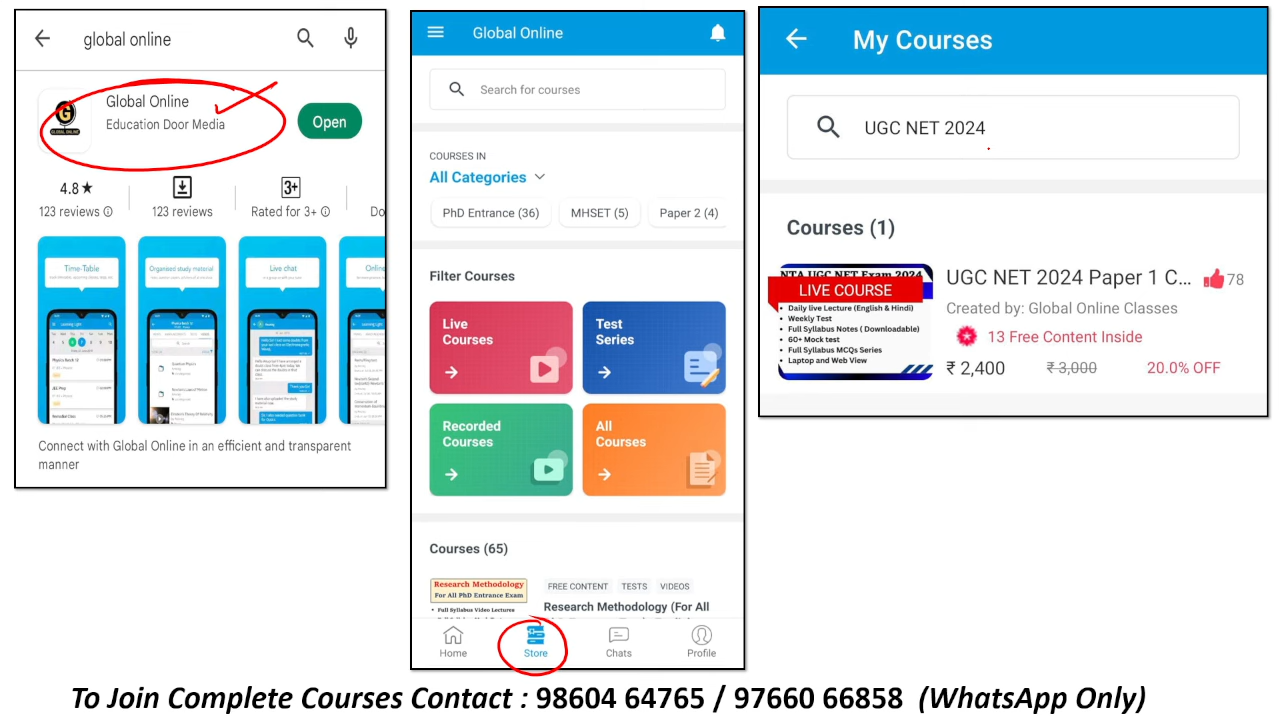 global online
Global Online
Education Door Media
Open
4.8★
123 reviews
123 reviews
3+
Rated for 3+
Do
Time-Table
Organised study material
Live chat
Online
Connect with Global Online in an efficient and transparent
manner
Global Online
Search for courses
COURSES IN
All Categories
PhD Entrance (36)
MHSET (5)
Paper 2 (4)
Filter Courses
Live
Courses
Test
Series
Recorded
Courses
All
Courses
Courses (65)
Research Methodology
For All PhD Entrance Exam
• Full Syllabus Video Lectures
FREE CONTENT TESTS VIDEOS
Research Methodology (For All
Home
Store
Chats
Profile
My Courses
UGC NET 2024
Courses (1)
NTA UGC NET Exam 2024
LIVE COURSE
• Daily live Lecture (English & Hindi)
• Weekly Test
• Full Syllabus Notes ( Downloadable)
• 60+ Mock test
• Full Syllabus MCQs Series
• Laptop and Web View
UGC NET 2024 Paper 1 C...
78
Created by: Global Online Classes
13 Free Content Inside
₹ 2,400 ₹ 3,000 20.0% OFF
To Join Complete Courses Contact : 98604 64765 / 97660 66858 (WhatsApp Only)